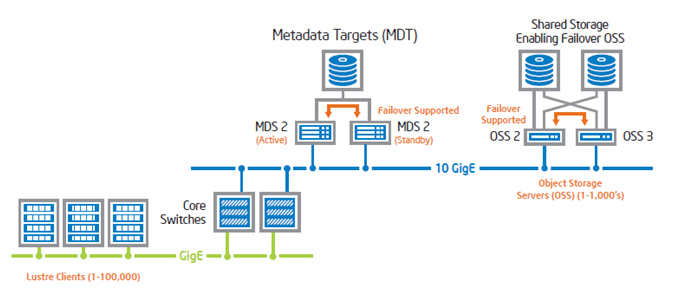 Metadata Targets (MDT)
Shared Storage
Enabling Failover OSS
Failover Supported
MDS 2
(Active)
MDS 2
(Standby)
Failover
Supported
OSS 2
OSS 3
10 GigE
Object Storage
Servers (OSS) (1-1,000's)
Core
Switches
GigE
Lustre Clients (1-100,000)